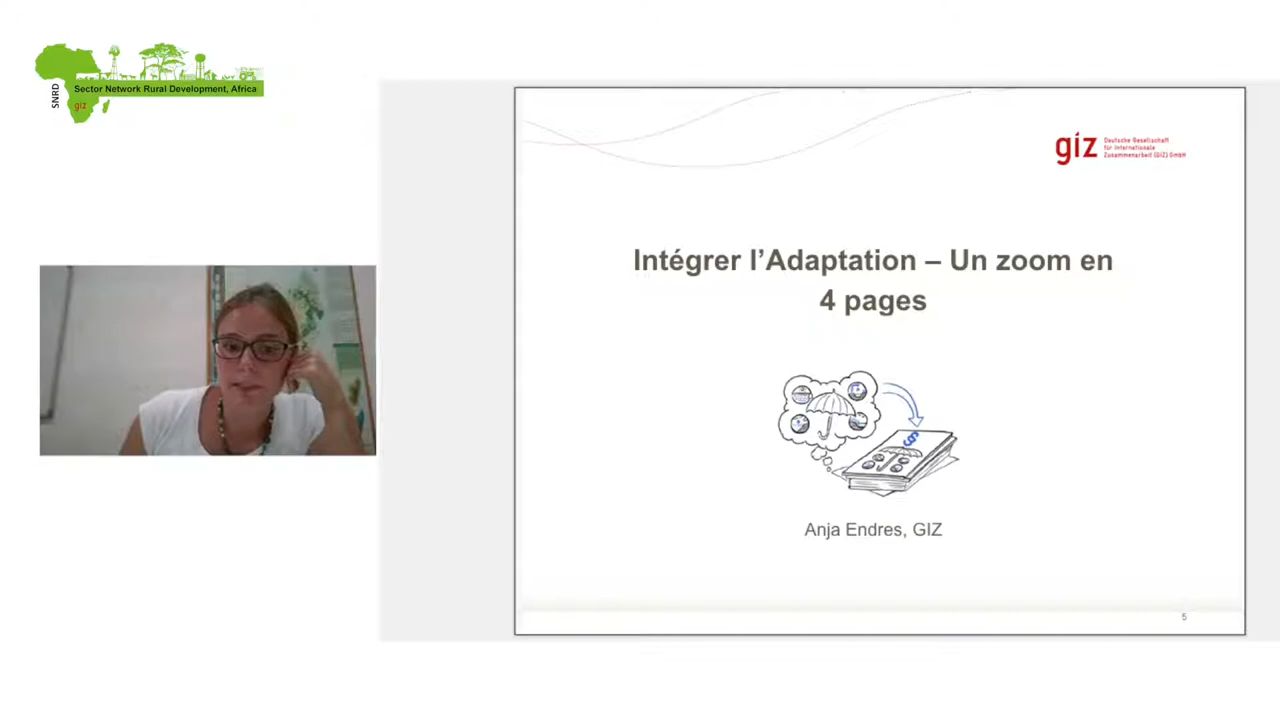 Sector Network Rural Development, Africa
SNRD
giz
giz
Deutsche Gesellschaft
für Internationale
Zusammenarbeit (GIZ) GmbH
Intégrer l’Adaptation – Un zoom en
4 pages
§
Anja Endres, GIZ
5